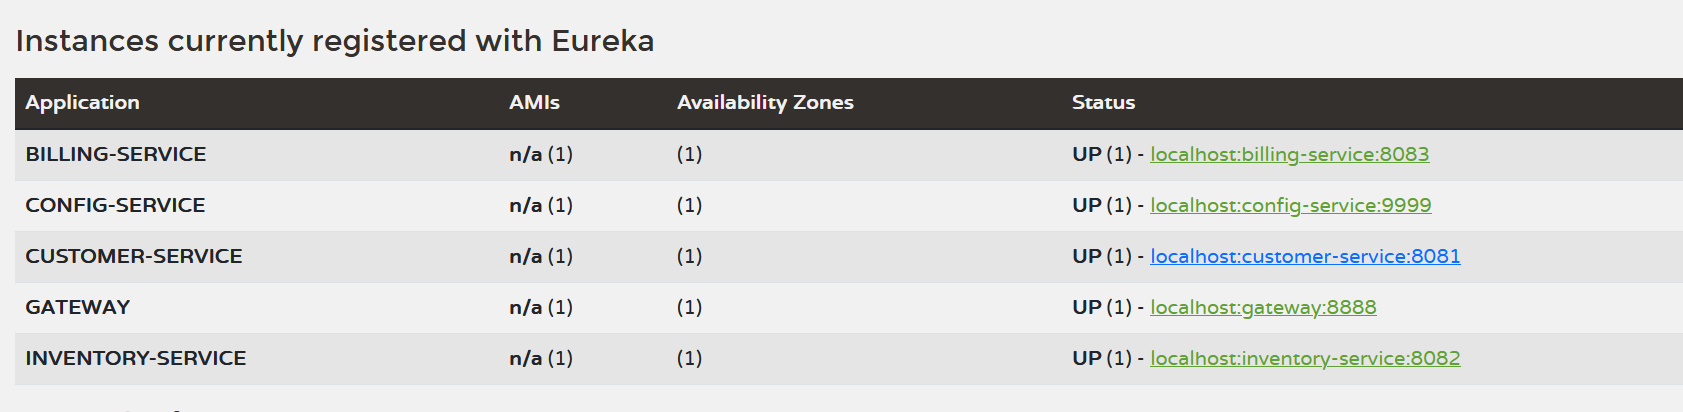 Instances currently registered with Eureka
Application AMIs Availability Zones Status
BILLING-SERVICE n/a (1) (1) UP (1) - localhost:billing-service:8083
CONFIG-SERVICE n/a (1) (1) UP (1) - localhost:config-service:9999
CUSTOMER-SERVICE n/a (1) (1) UP (1) - localhost:customer-service:8081
GATEWAY n/a (1) (1) UP (1) - localhost:gateway:8888
INVENTORY-SERVICE n/a (1) (1) UP (1) - localhost:inventory-service:8082